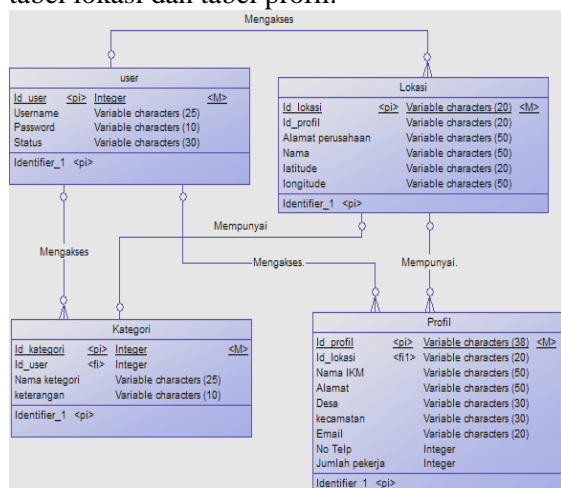 tabel lokasi dan tabel profil.
Mengakses
user
Id_user <pi> Integer <M>
Username Variable characters (25)
Password Variable characters (10)
Status Variable characters (30)
Identifier_1 <pi>
Lokasi
Id_lokasi <pi> Variable characters (20) <M>
Id_profil Variable characters (20)
Alamat perusahaan Variable characters (50)
Nama Variable characters (50)
latitude Variable characters (20)
longitude Variable characters (50)
Identifier_1 <pi>
Mempunyai
Mengakses
Mengakses.
Mempunyai.
Kategori
Id_kategori <pi> Integer <M>
Id_user <fi> Integer
Nama ketegori Variable characters (25)
keterangan Variable characters (10)
Identifier_1 <pi>
Profil
Id_profil <pi> Variable characters (38) <M>
Id_lokasi <fi1> Variable characters (20)
Nama IKM Variable characters (50)
Alamat Variable characters (50)
Desa Variable characters (30)
kecamatan Variable characters (30)
Email Variable characters (20)
No Telp Integer
Jumlah pekerja Integer
Identifier_1 <pi>